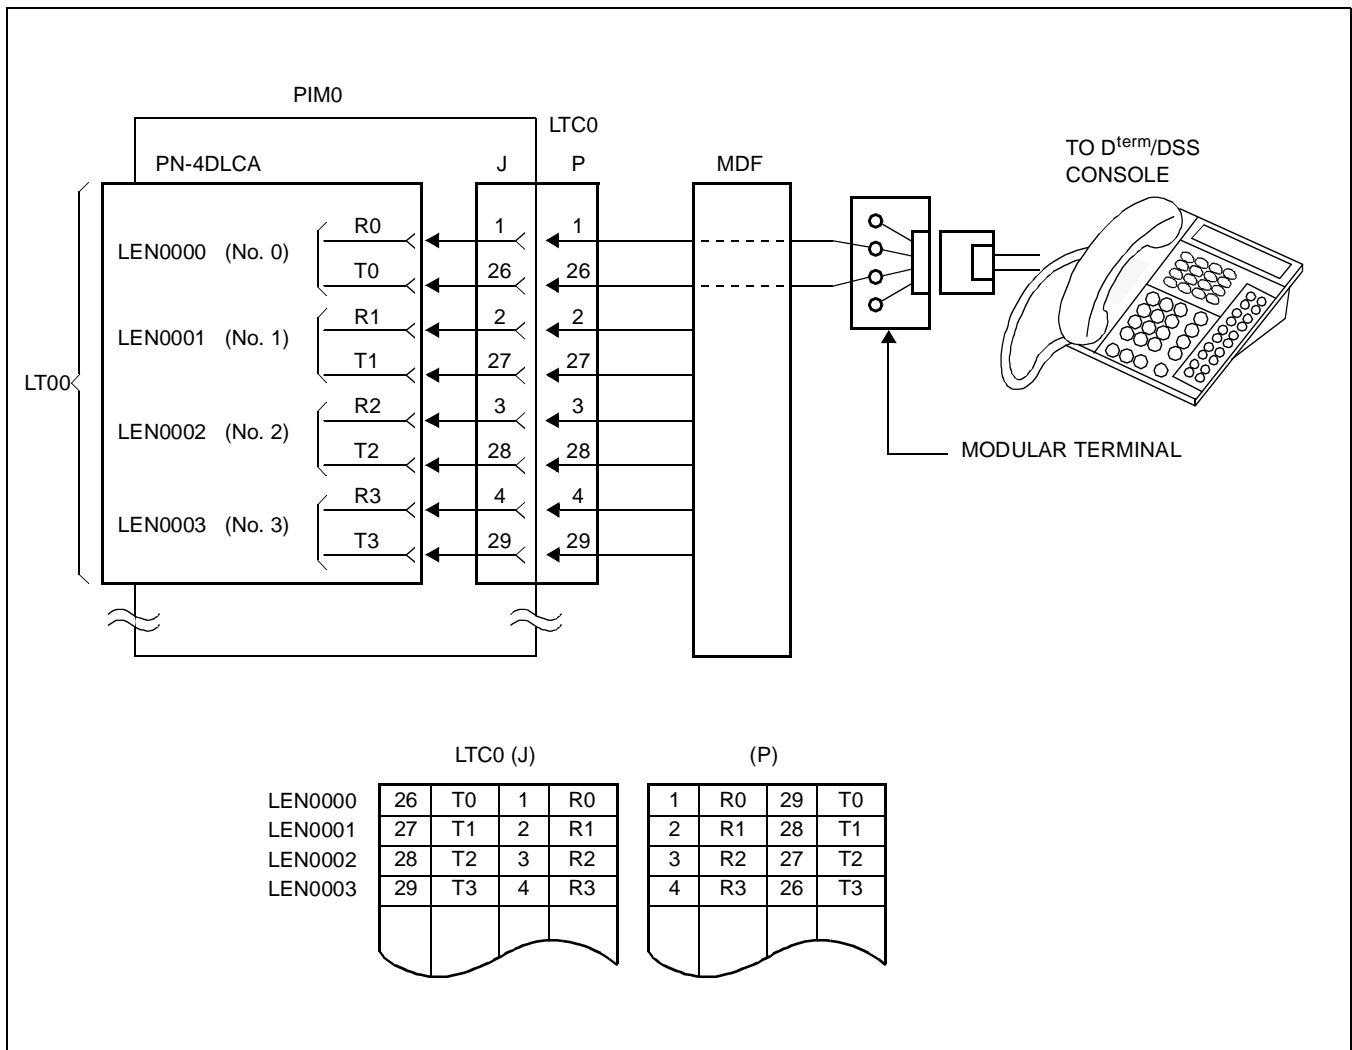 PIM0
LTC0
PN-4DLCA J P MDF
TO Dterm/DSS
CONSOLE
R0 1 1
LEN0000 (No. 0)
T0 26 26
R1 2 2
LEN0001 (No. 1)
T1 27 27
LT00
R2 3 3
LEN0002 (No. 2)
T2 28 28
MODULAR TERMINAL
R3 4 4
LEN0003 (No. 3)
T3 29 29
LTC0 (J) (P)
LEN0000 26 T0 1 R0 1 R0 29 T0
LEN0001 27 T1 2 R1 2 R1 28 T1
LEN0002 28 T2 3 R2 3 R2 27 T2
LEN0003 29 T3 4 R3 4 R3 26 T3